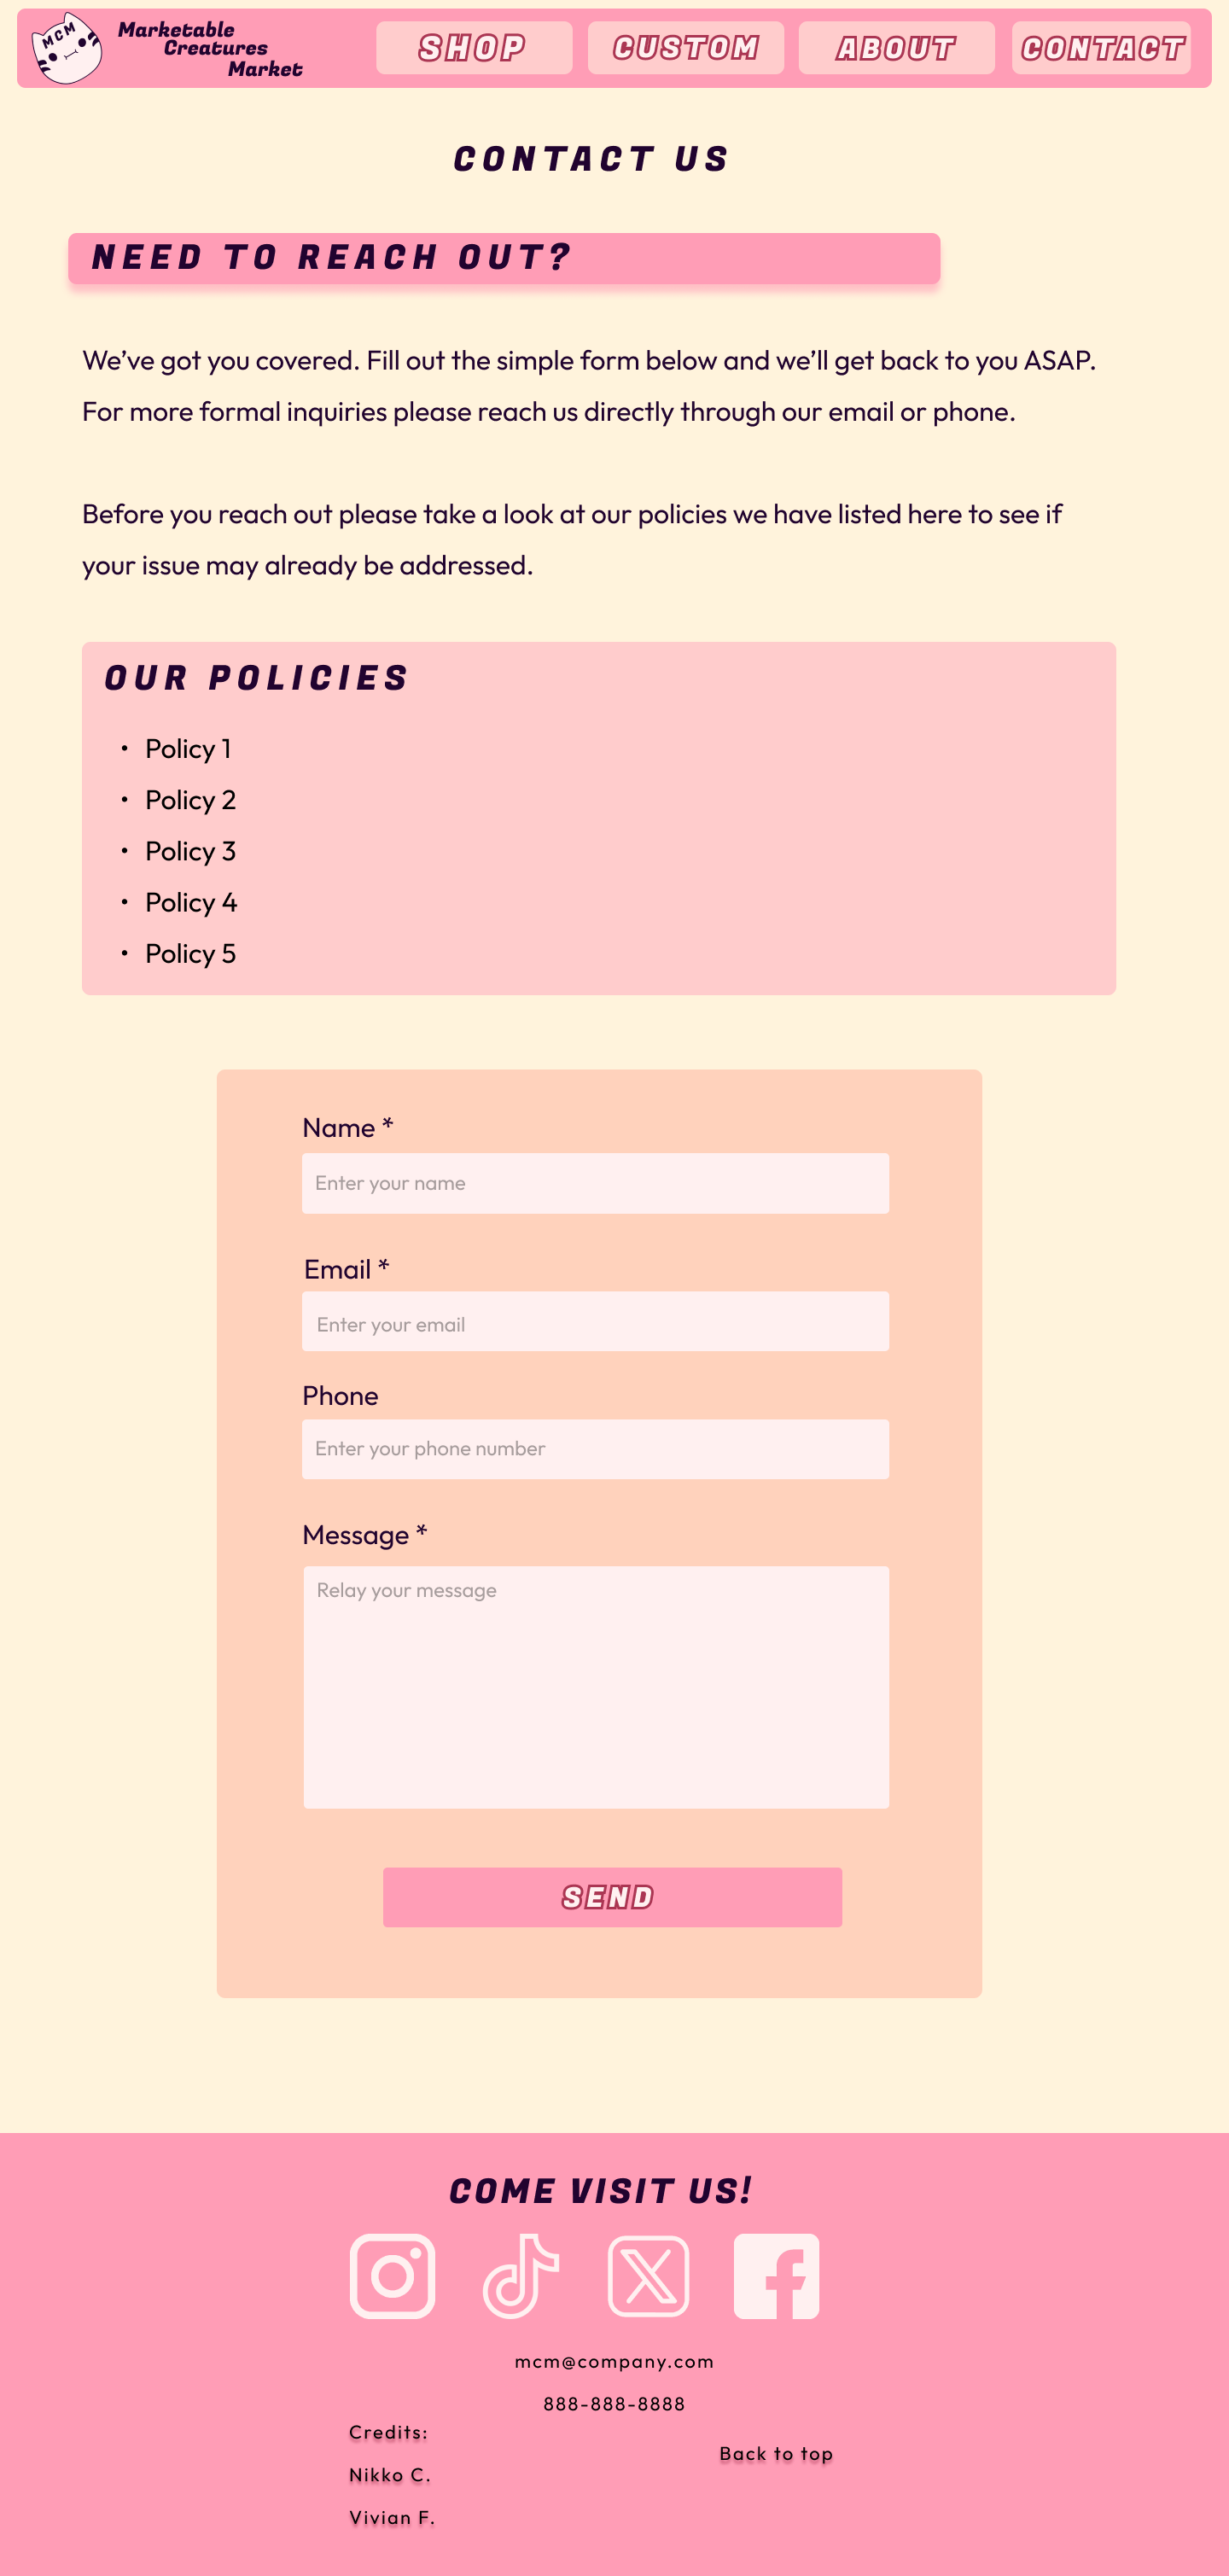 MCM
Marketable
Creatures
Market
SHOP
CUSTOM
ABOUT
CONTACT
CONTACT US
NEED TO REACH OUT?
We’ve got you covered. Fill out the simple form below and we’ll get back to you ASAP.
For more formal inquiries please reach us directly through our email or phone.
Before you reach out please take a look at our policies we have listed here to see if
your issue may already be addressed.
OUR POLICIES
• Policy 1
• Policy 2
• Policy 3
• Policy 4
• Policy 5
Name *
Enter your name
Email *
Enter your email
Phone
Enter your phone number
Message *
Relay your message
SEND
COME VISIT US!
mcm@company.com
888-888-8888
Credits:
Back to top
Nikko C.
Vivian F.